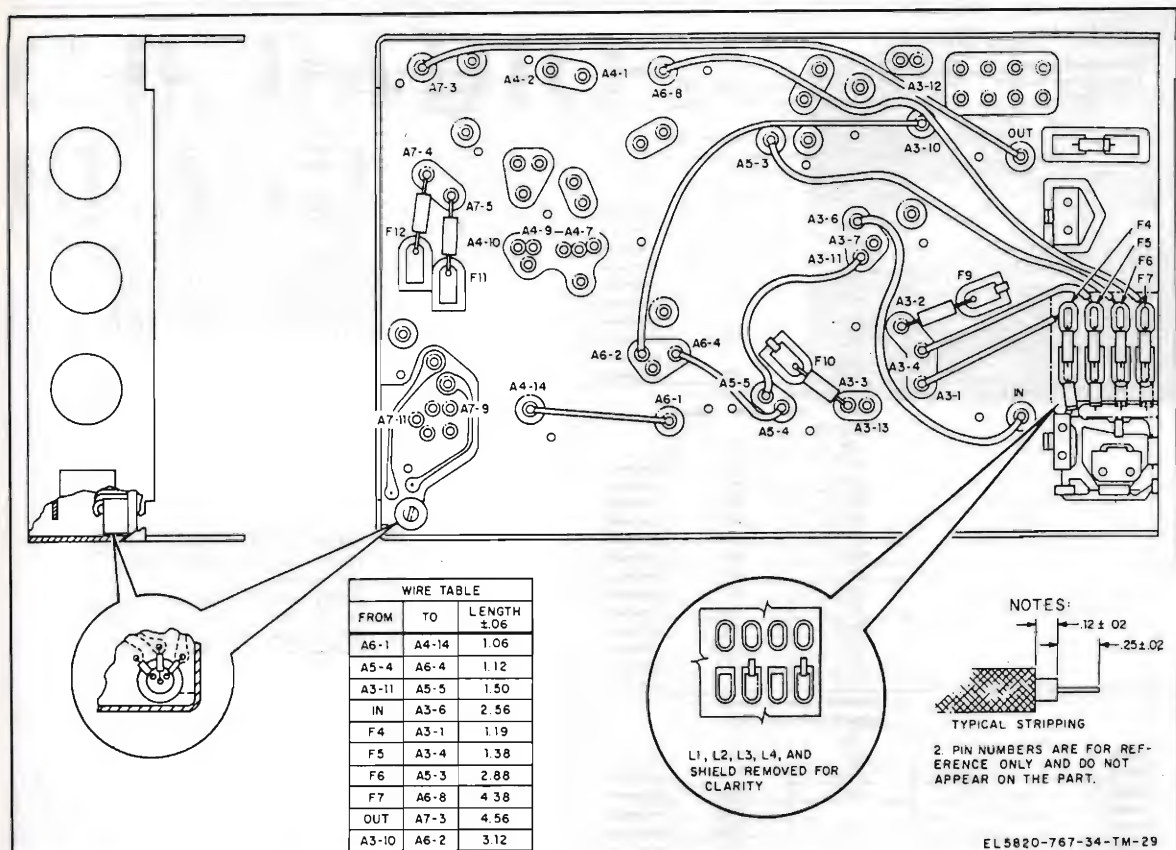 A7-3
A4-2
A4-1
A6-8
A3-12
A3-10
OUT
A5-3
A7-4
A7-5
F12
F11
A4-10
A4-9
A4-7
A3-6
A3-7
A3-11
F4
F5
F6
F7
F9
A3-2
A3-4
A3-1
A6-2
A6-4
F10
A5-5
A5-4
A3-3
A3-13
IN
A4-14
A6-1
A7-11
A7-9
WIRE TABLE
FROM TO LENGTH ±.06
A6-1 A4-14 1.06
A5-4 A6-4 1.12
A3-11 A5-5 1.50
IN A3-6 2.56
F4 A3-1 1.19
F5 A3-4 1.38
F6 A5-3 2.88
F7 A6-8 4.38
OUT A7-3 4.56
A3-10 A6-2 3.12
L1, L2, L3, L4, AND
SHIELD REMOVED FOR
CLARITY
NOTES:
.12 ± 02
.25±.02
TYPICAL STRIPPING
2. PIN NUMBERS ARE FOR REF-
ERENCE ONLY AND DO NOT
APPEAR ON THE PART.
EL5820-767-34-TM-29